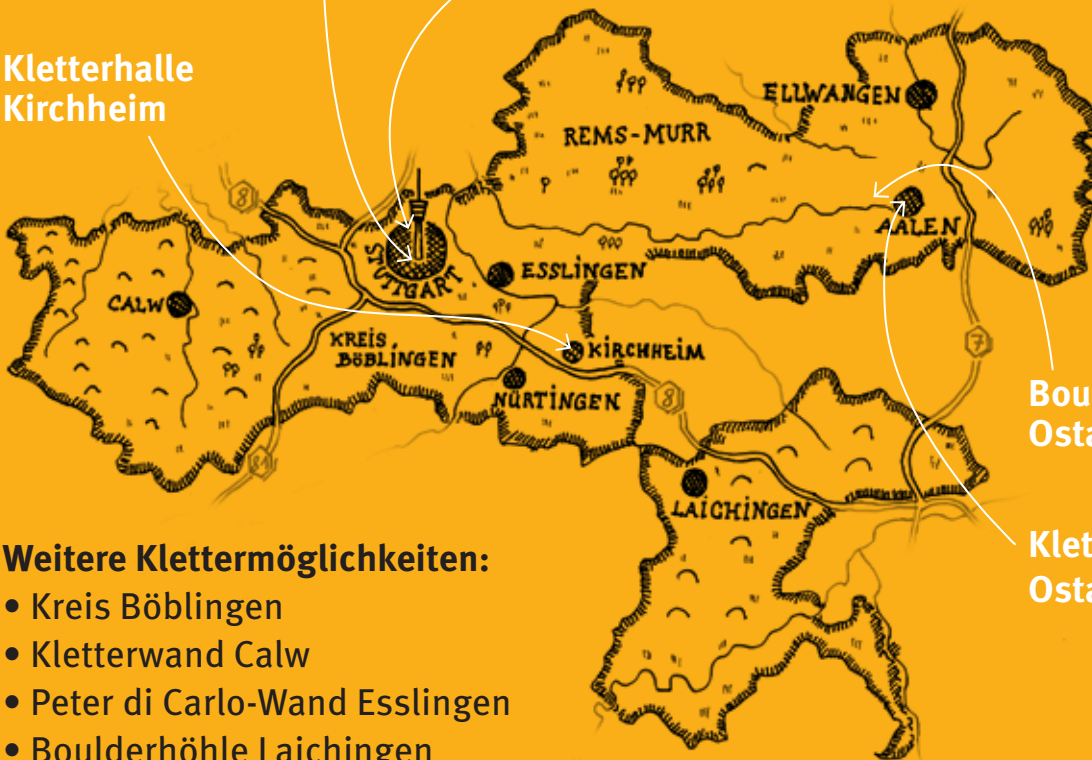 Kletterhalle
Kirchheim
ELLWANGEN
REMS-MURR
8
AALEN
STUTTGART
ESSLINGEN
CALW
KREIS
BÖBLINGEN
KIRCHHEIM
7
NÜRTINGEN
8
81
LAICHINGEN
Bou
Osta
Klet
Osta
Weitere Klettermöglichkeiten:
• Kreis Böblingen
• Kletterwand Calw
• Peter di Carlo-Wand Esslingen
• Boulderhöhle Laichingen